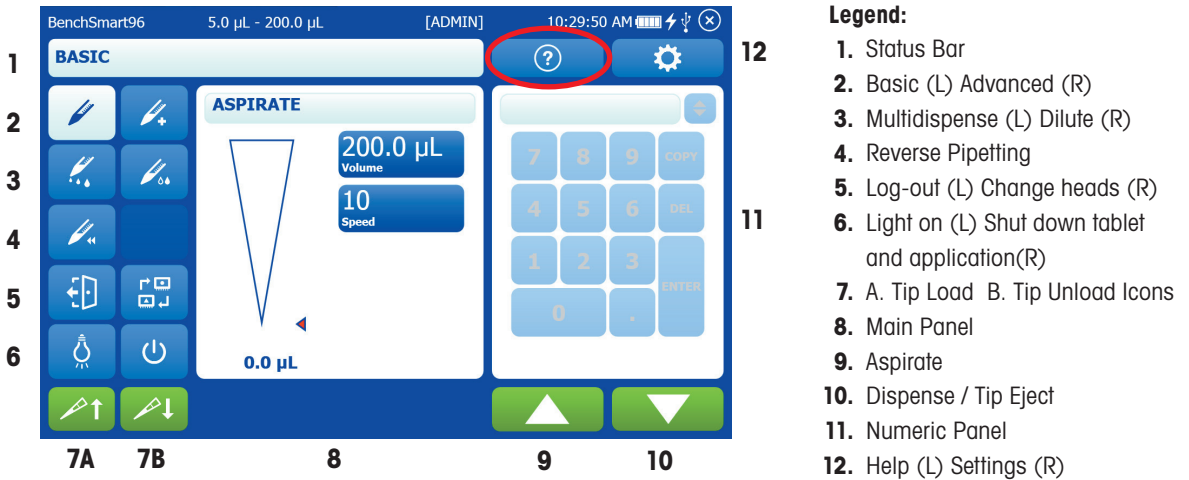 BenchSmart96 5.0 µL - 200.0 µL [ADMIN] 10:29:50 AM
BASIC
?
ASPIRATE
200.0 µL
Volume
10
Speed
0.0 µL
7 8 9 COPY
4 5 6 DEL
1 2 3
ENTER
0 .
1
2
3
4
5
6
7A 7B 8 9 10
11
12
Legend:
1. Status Bar
2. Basic (L) Advanced (R)
3. Multidispense (L) Dilute (R)
4. Reverse Pipetting
5. Log-out (L) Change heads (R)
6. Light on (L) Shut down tablet
and application(R)
7. A. Tip Load B. Tip Unload Icons
8. Main Panel
9. Aspirate
10. Dispense / Tip Eject
11. Numeric Panel
12. Help (L) Settings (R)